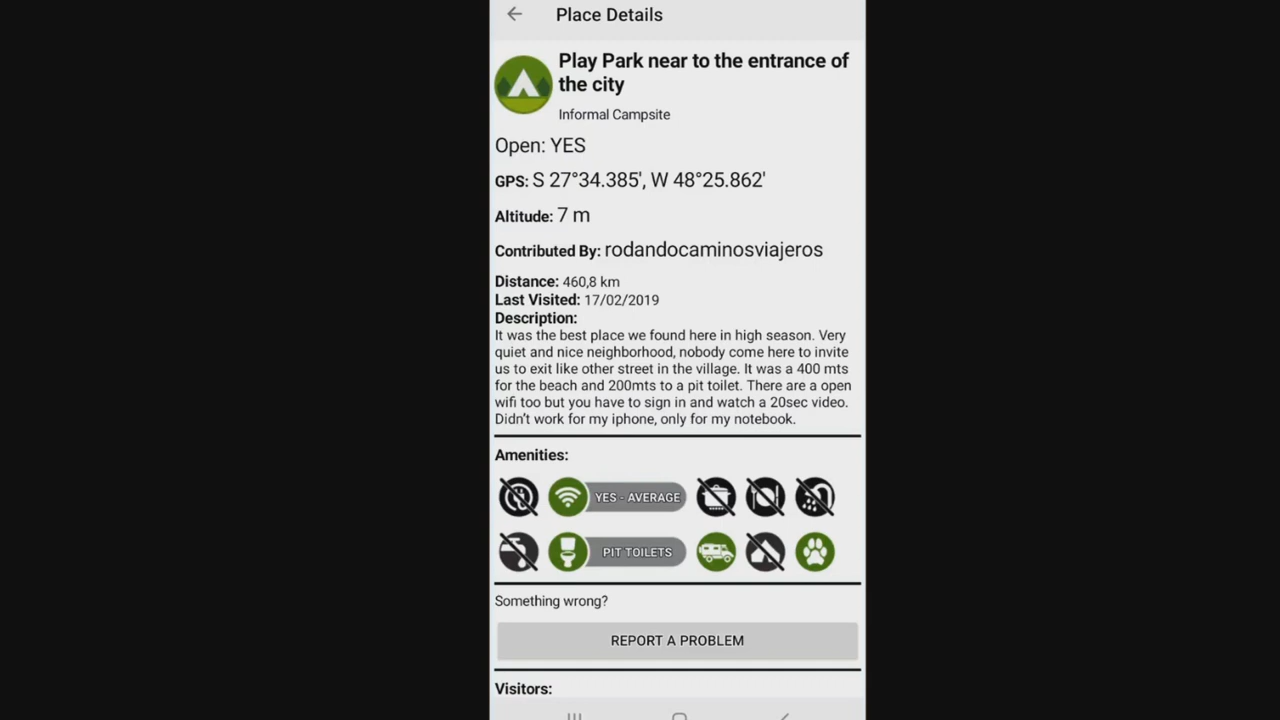 Place Details
Play Park near to the entrance of
the city
Informal Campsite
Open: YES
GPS: S 27°34.385', W 48°25.862'
Altitude: 7 m
Contributed By: rodandocaminosviajeros
Distance: 460,8 km
Last Visited: 17/02/2019
Description:
It was the best place we found here in high season. Very
quiet and nice neighborhood, nobody come here to invite
us to exit like other street in the village. It was a 400 mts
for the beach and 200mts to a pit toilet. There are a open
wifi too but you have to sign in and watch a 20sec video.
Didn't work for my iphone, only for my notebook.
Amenities:
YES - AVERAGE
PIT TOILETS
Something wrong?
REPORT A PROBLEM
Visitors: